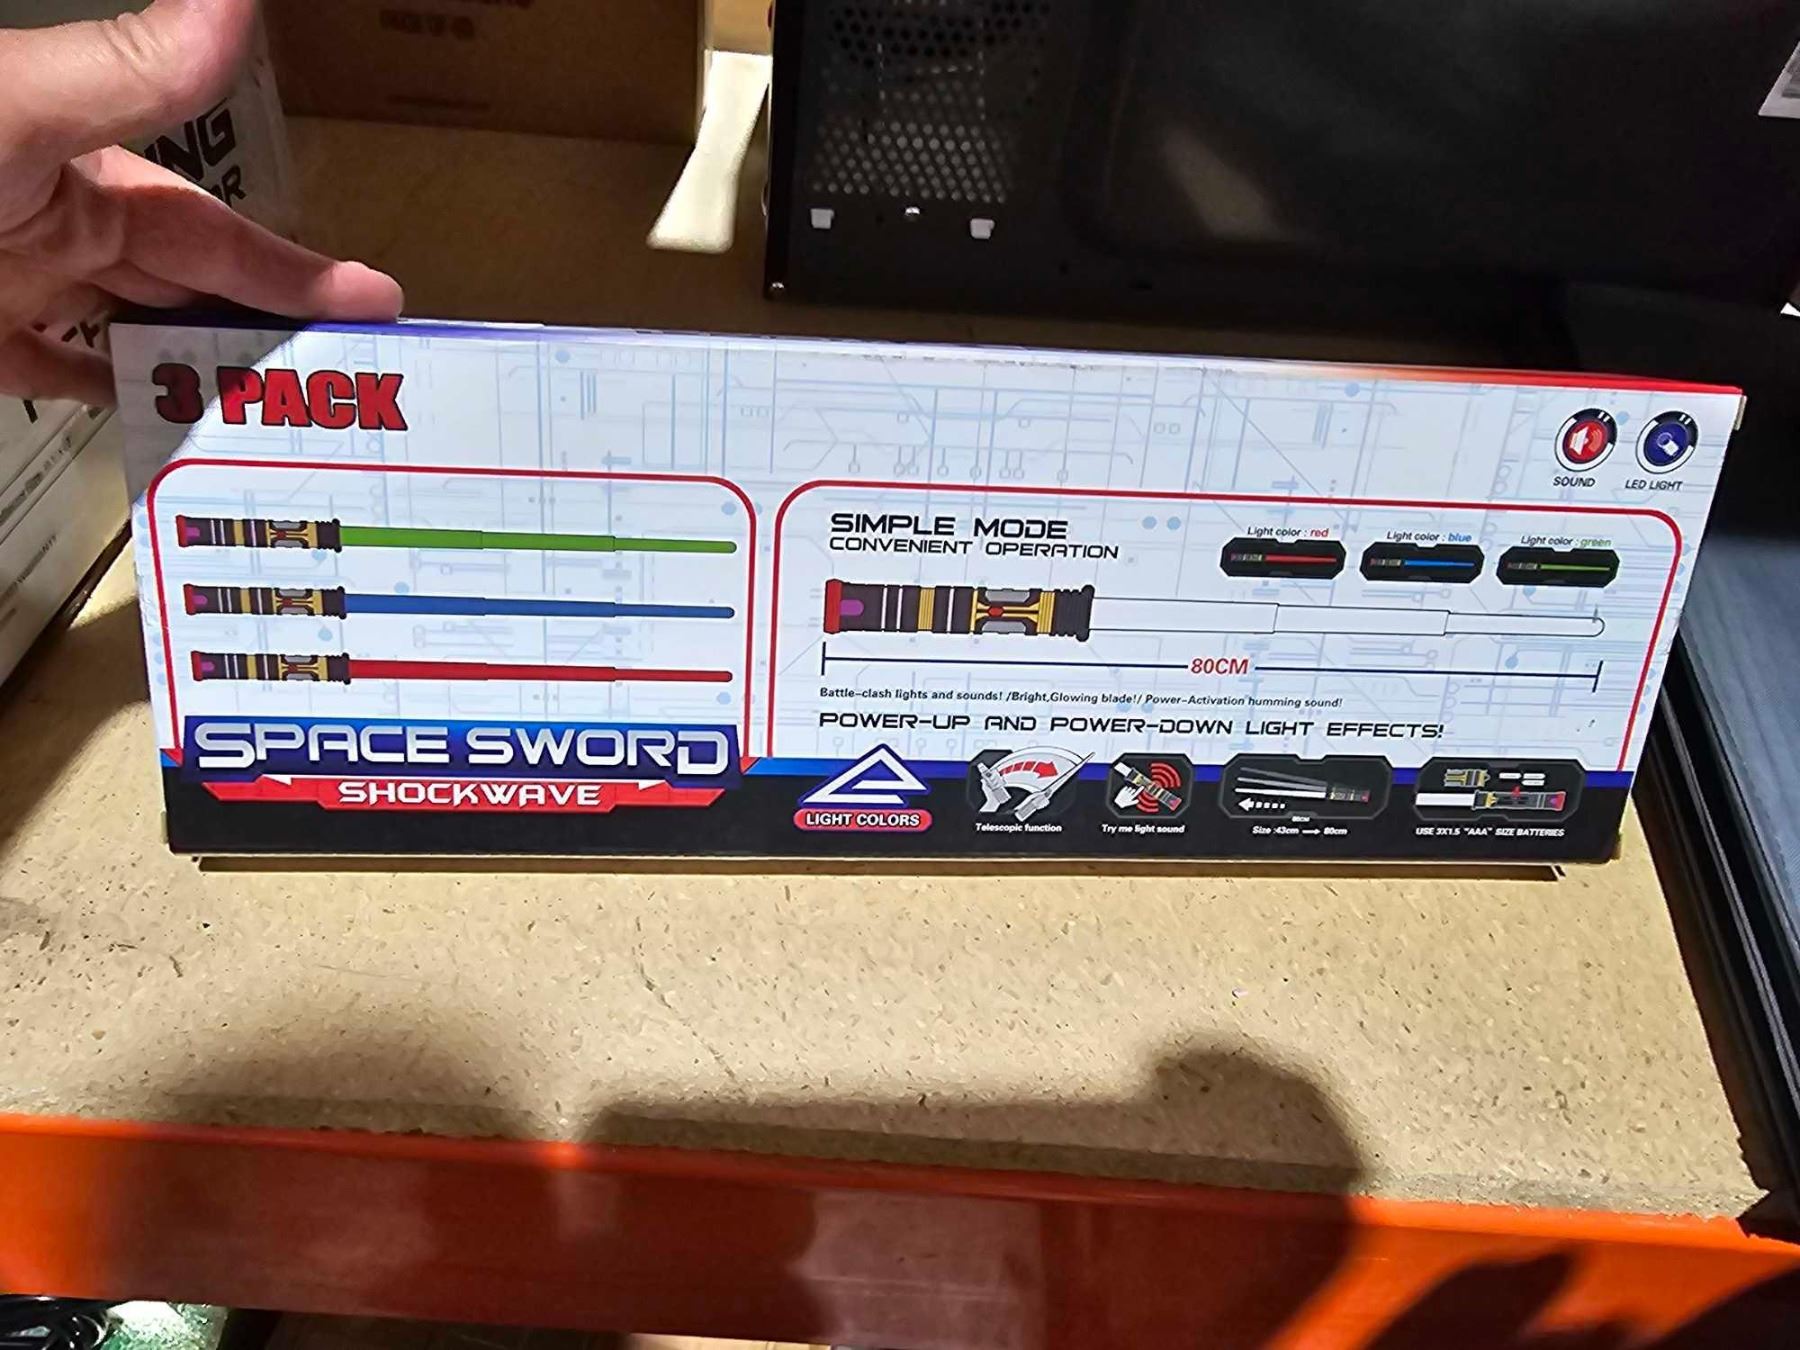 NG
OR
3 PACK
SOUND
LED LIGHT
SIMPLE MODE
CONVENIENT OPERATION
Light color : red
Light color : blue
Light color : green
80CM
Battle-clash lights and sounds! /Bright,Glowing blade!/ Power-Activation humming sound!
POWER-UP AND POWER-DOWN LIGHT EFFECTS!
SPACE SWORD
SHOCKWAVE
LIGHT COLORS
Telescopic function
Try me light sound
80CM
Size :43cm → 80cm
USE 3X1.5 "AAA" SIZE BATTERIES